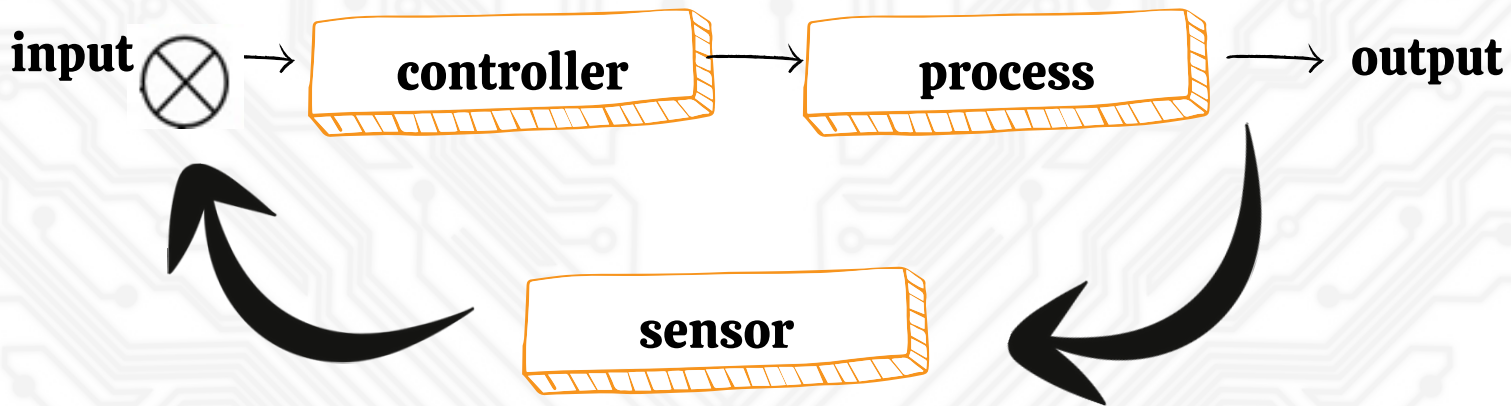 input
controller
process
output
sensor